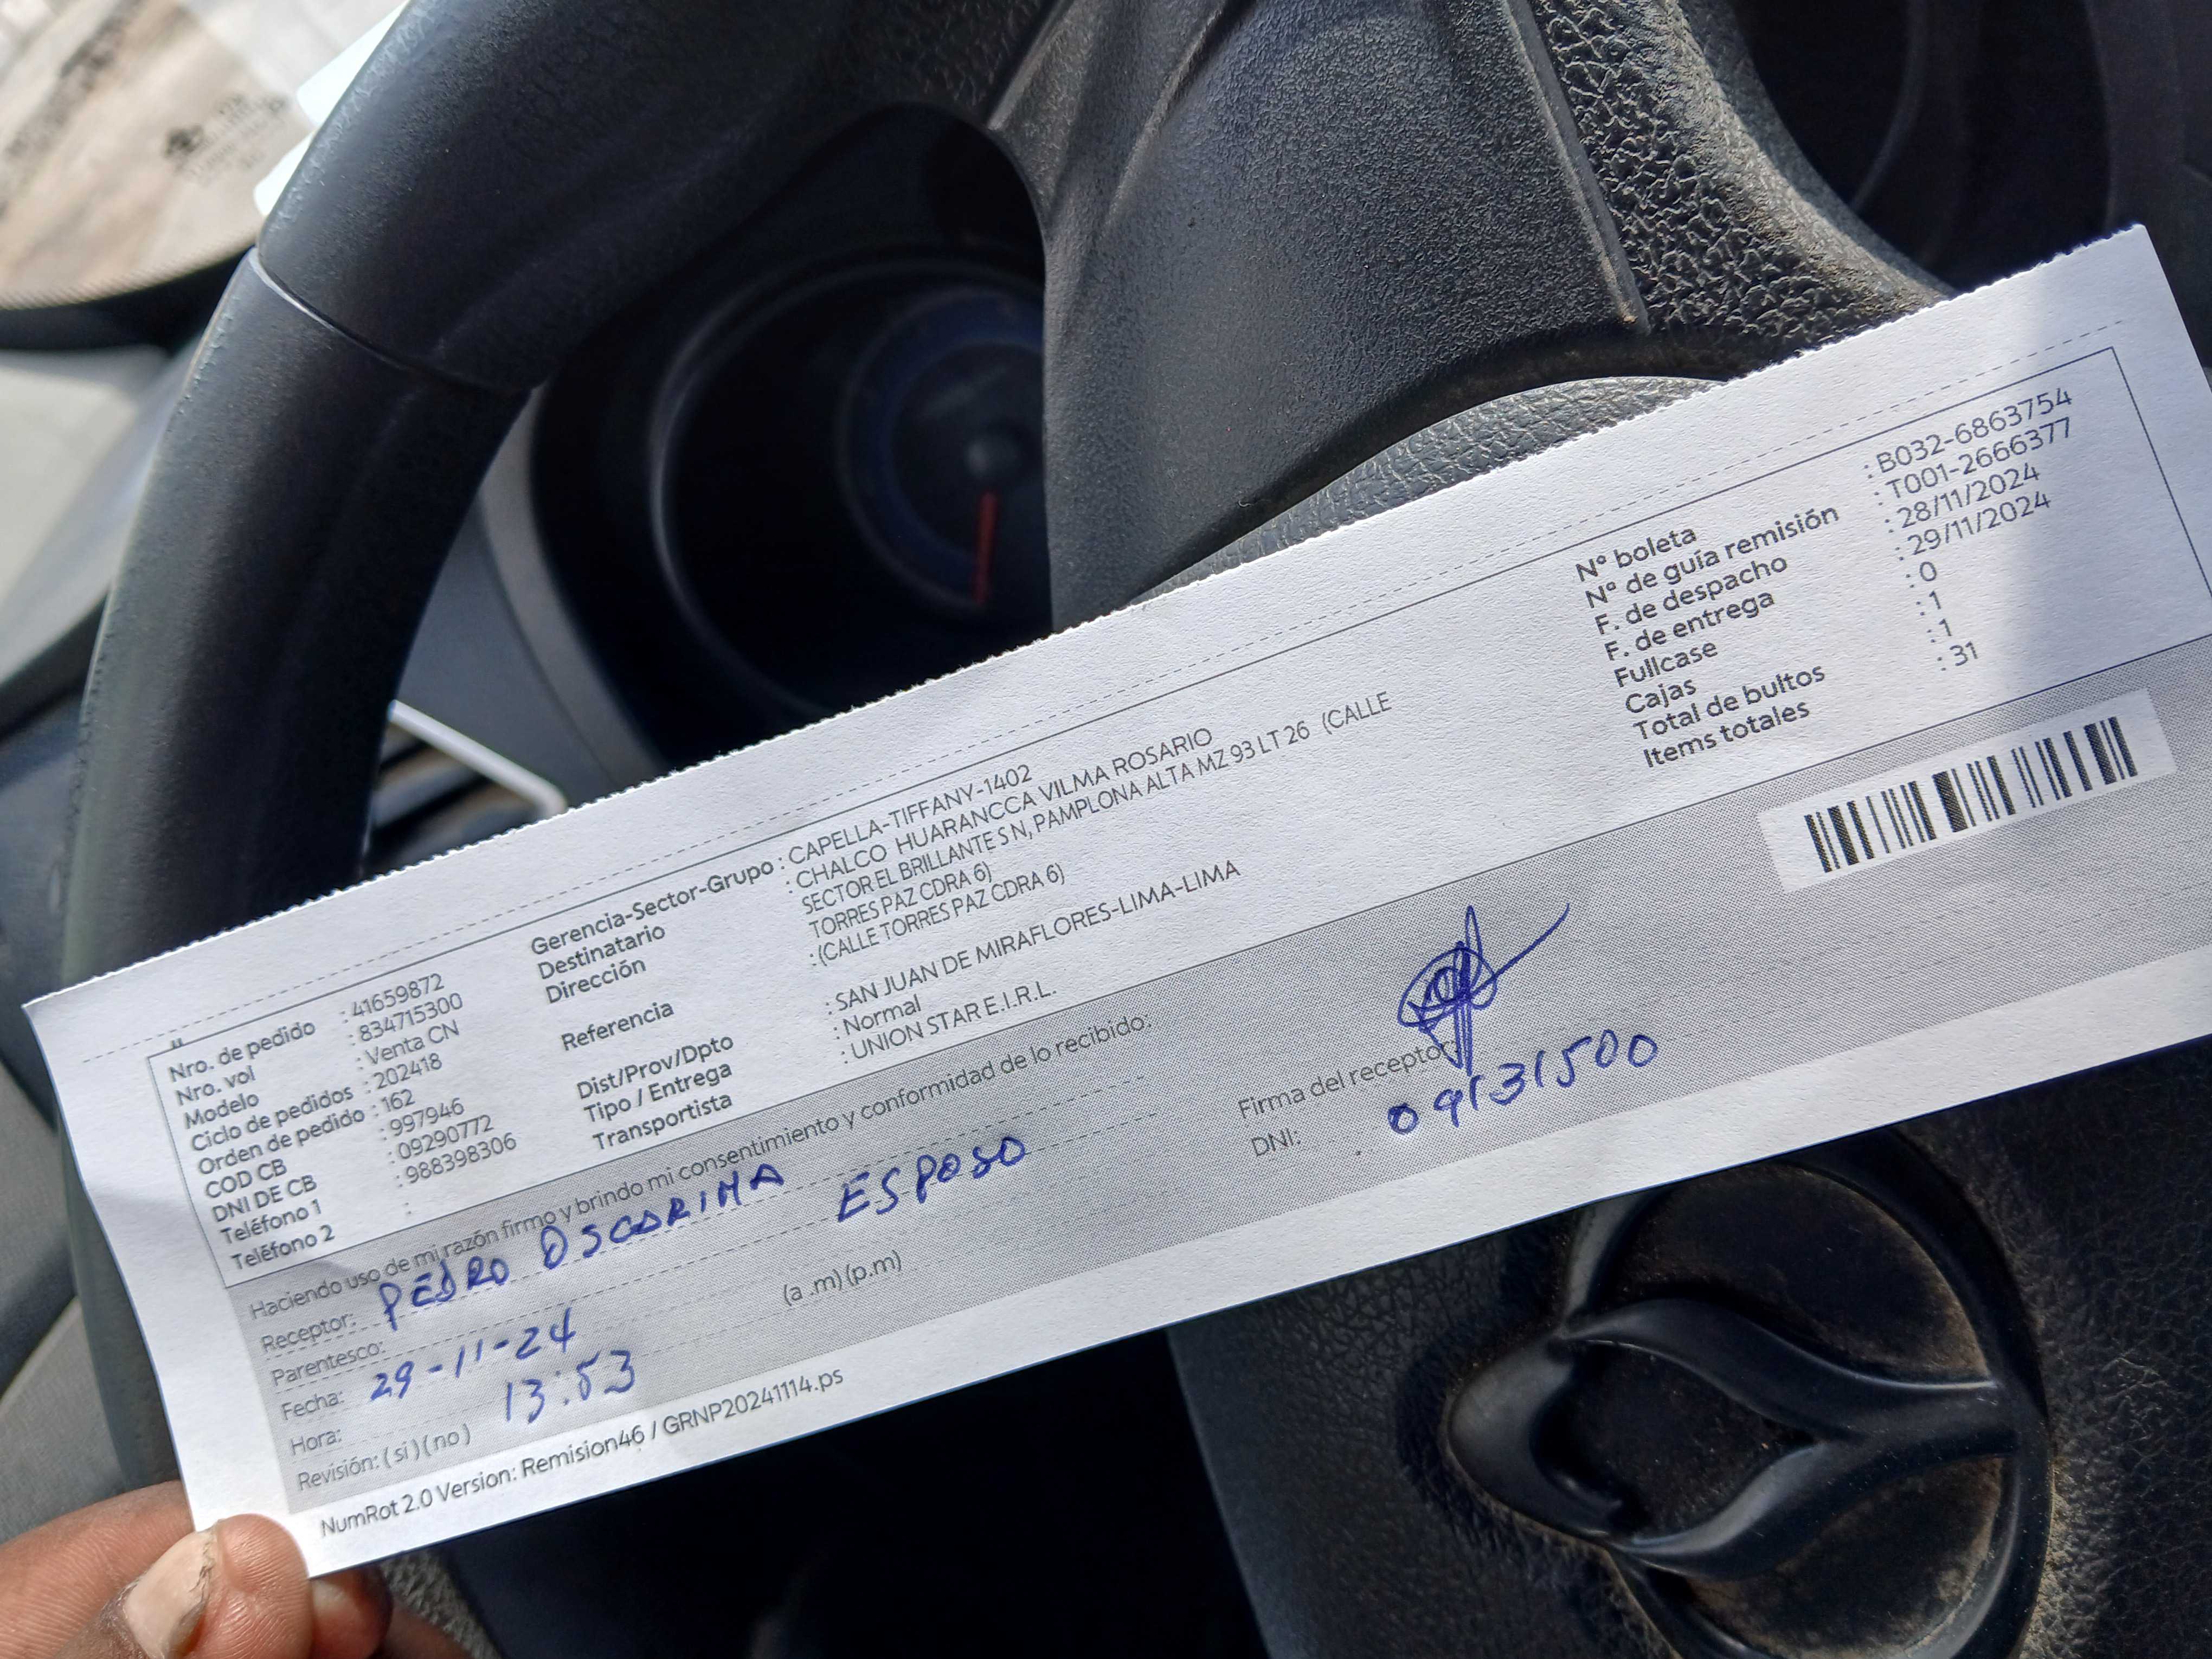 Nro. de pedido : 41659872
Nro. vol : 834715300
Modelo : Venta CN
Ciclo de pedidos : 202418
Orden de pedido : 162
COD CB : 997946
DNI DE CB : 09290772
Teléfono 1 : 988398306
Teléfono 2 :
Gerencia-Sector-Grupo : CAPELLA-TIFFANY-1402
Destinatario : CHALCO HUARANCCA VILMA ROSARIO
Dirección SECTOR EL BRILLANTE S N, PAMPLONA ALTA MZ 93 LT 26 (CALLE
TORRES PAZ CDRA 6)
Referencia : (CALLE TORRES PAZ CDRA 6)
Dist/Prov/Dpto : SAN JUAN DE MIRAFLORES-LIMA-LIMA
Tipo / Entrega : Normal
Transportista : UNION STAR E.I.R.L.
Nº boleta : B032-6863754
Nº de guía remisión : T001-2666377
F. de despacho : 28/11/2024
F. de entrega : 29/11/2024
Fullcase : 0
Cajas : 1
Total de bultos : 1
Items totales : 31
Haciendo uso de mi razón firmo y brindo mi consentimiento y conformidad de lo recibido:
Receptor: PEDRO OSCORIMA
Parentesco: ESPOSO
Fecha: 29-11-24
Hora: 13:53 (a .m) (p.m)
Revisión: ( si ) ( no )
Firma del receptor:
DNI: 09131500
NumRot 2.0 Version: Remision46 / GRNP20241114.ps